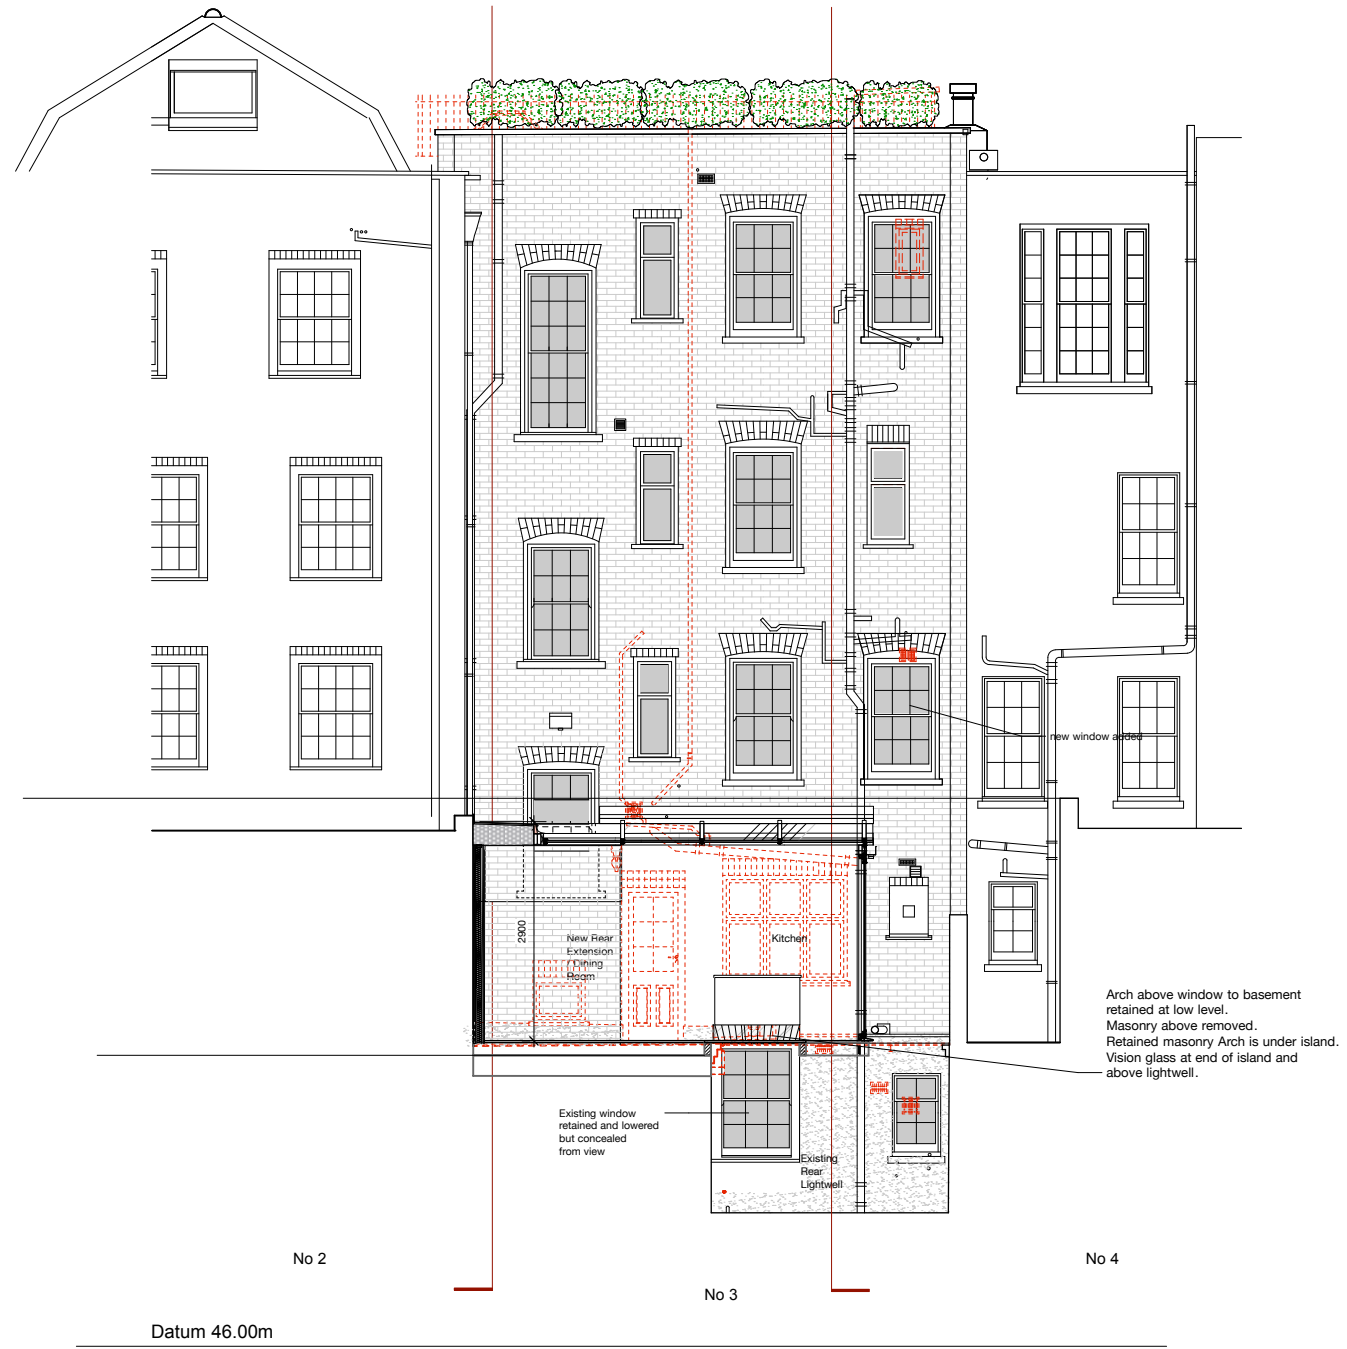 new window added
2900
New Rear
Extension
/ Dining
Room
Kitchen
Arch above window to basement
retained at low level.
Masonry above removed.
Retained masonry Arch is under island.
Vision glass at end of island and
above lightwell.
Existing window
retained and lowered
but concealed
from view
Existing
Rear
Lightwell
No 2
No 3
No 4
Datum 46.00m